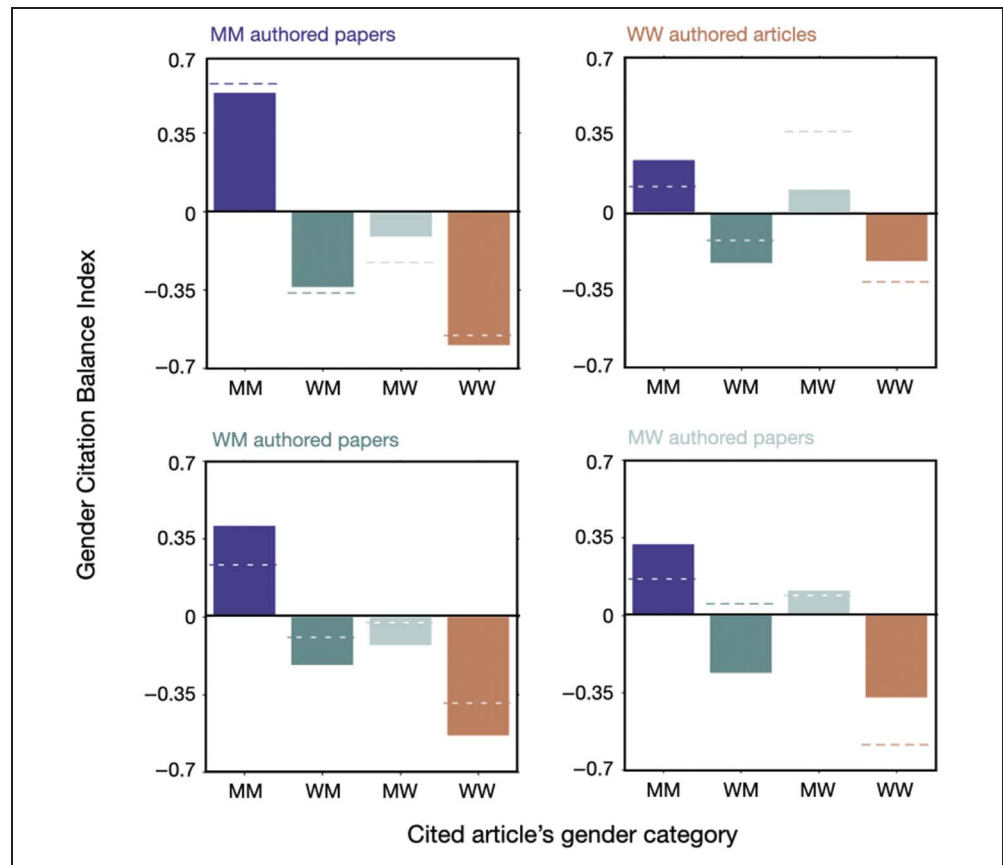 MM authored papers
0.7
0.35
0
−0.35
−0.7
MM WM MW WW
WW authored articles
0.7
0.35
0
−0.35
−0.7
MM WM MW WW
Gender Citation Balance Index
WM authored papers
0.7
0.35
0
−0.35
−0.7
MM WM MW WW
MW authored papers
0.7
0.35
0
−0.35
−0.7
MM WM MW WW
Cited article's gender category